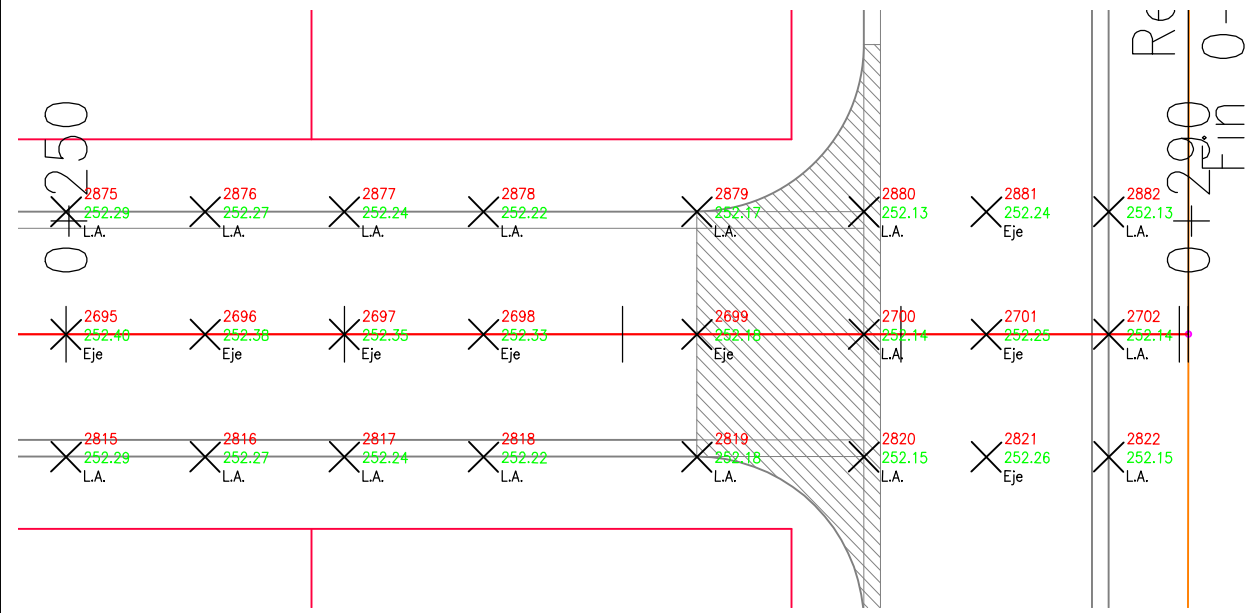 Re
Fin 0-
0+250
0+290
2875
252.29
L.A.
2876
252.27
L.A.
2877
252.24
L.A.
2878
252.22
L.A.
2879
252.17
L.A.
2880
252.13
L.A.
2881
252.24
Eje
2882
252.13
L.A.
2695
252.40
Eje
2696
252.38
Eje
2697
252.35
Eje
2698
252.33
Eje
2699
252.18
Eje
2700
252.14
L.A.
2701
252.25
Eje
2702
252.14
L.A.
2815
252.29
L.A.
2816
252.27
L.A.
2817
252.24
L.A.
2818
252.22
L.A.
2819
252.18
L.A.
2820
252.15
L.A.
2821
252.26
Eje
2822
252.15
L.A.